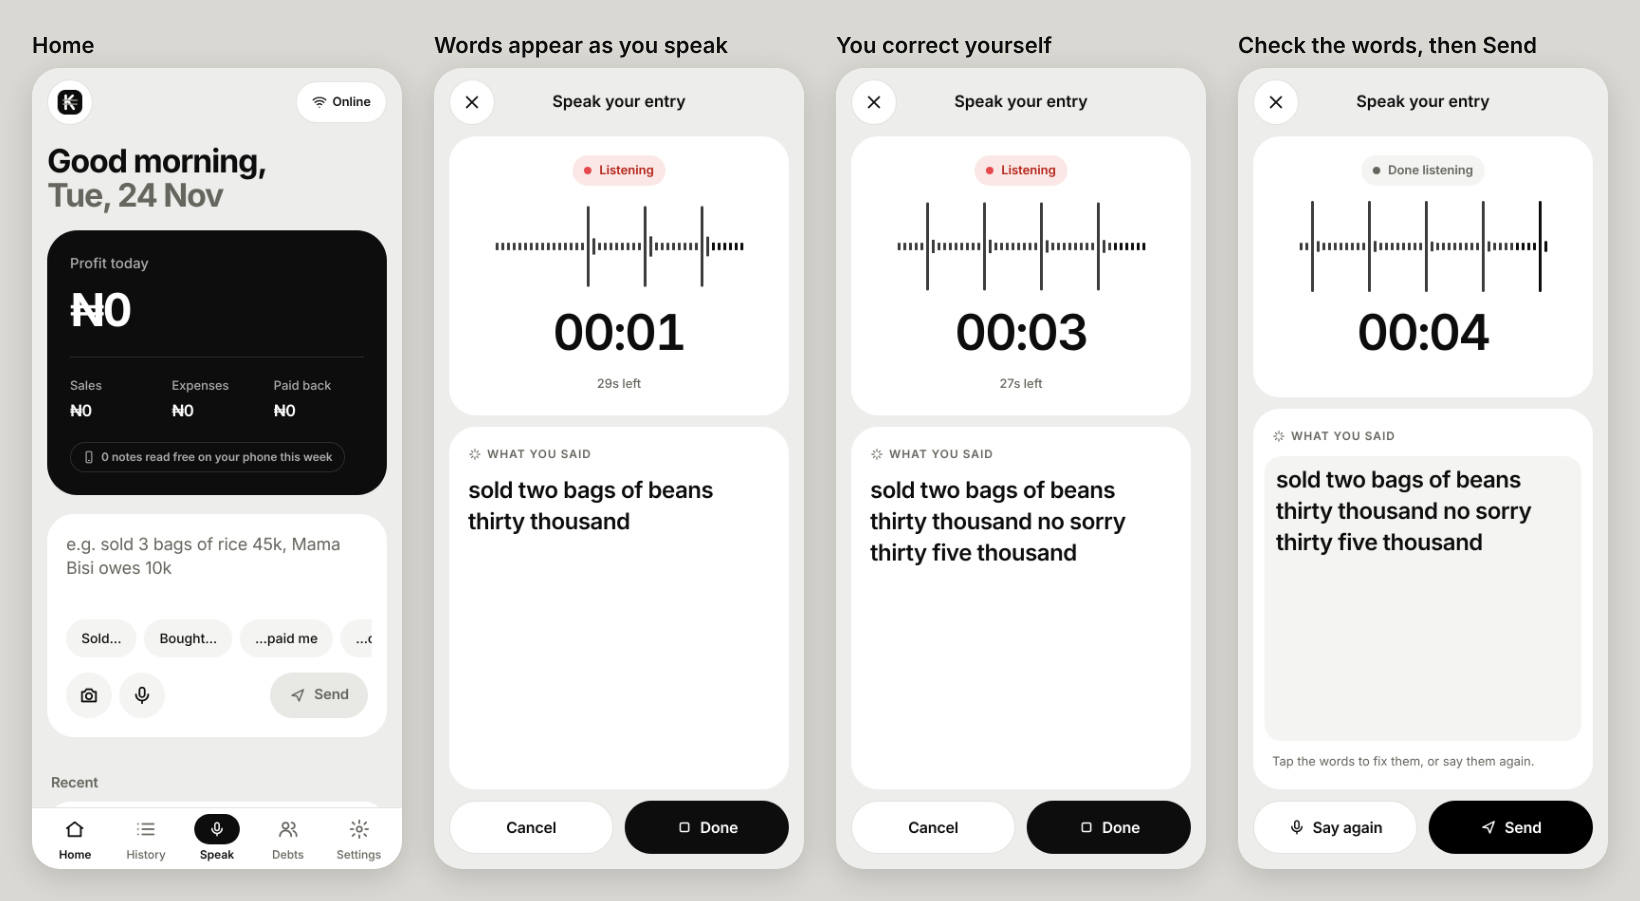 Home
Online
Good morning,
Tue, 24 Nov
Profit today
₦0
Sales
Expenses
Paid back
₦0
₦0
₦0
0 notes read free on your phone this week
e.g. sold 3 bags of rice 45k, Mama
Bisi owes 10k
Sold...
Bought...
...paid me
Send
Recent
Home
History
Speak
Debts
Settings
Words appear as you speak
Speak your entry
Listening
00:01
29s left
WHAT YOU SAID
sold two bags of beans
thirty thousand
Cancel
Done
You correct yourself
Speak your entry
Listening
00:03
27s left
WHAT YOU SAID
sold two bags of beans
thirty thousand no sorry
thirty five thousand
Cancel
Done
Check the words, then Send
Speak your entry
Done listening
00:04
WHAT YOU SAID
sold two bags of beans
thirty thousand no sorry
thirty five thousand
Tap the words to fix them, or say them again.
Say again
Send